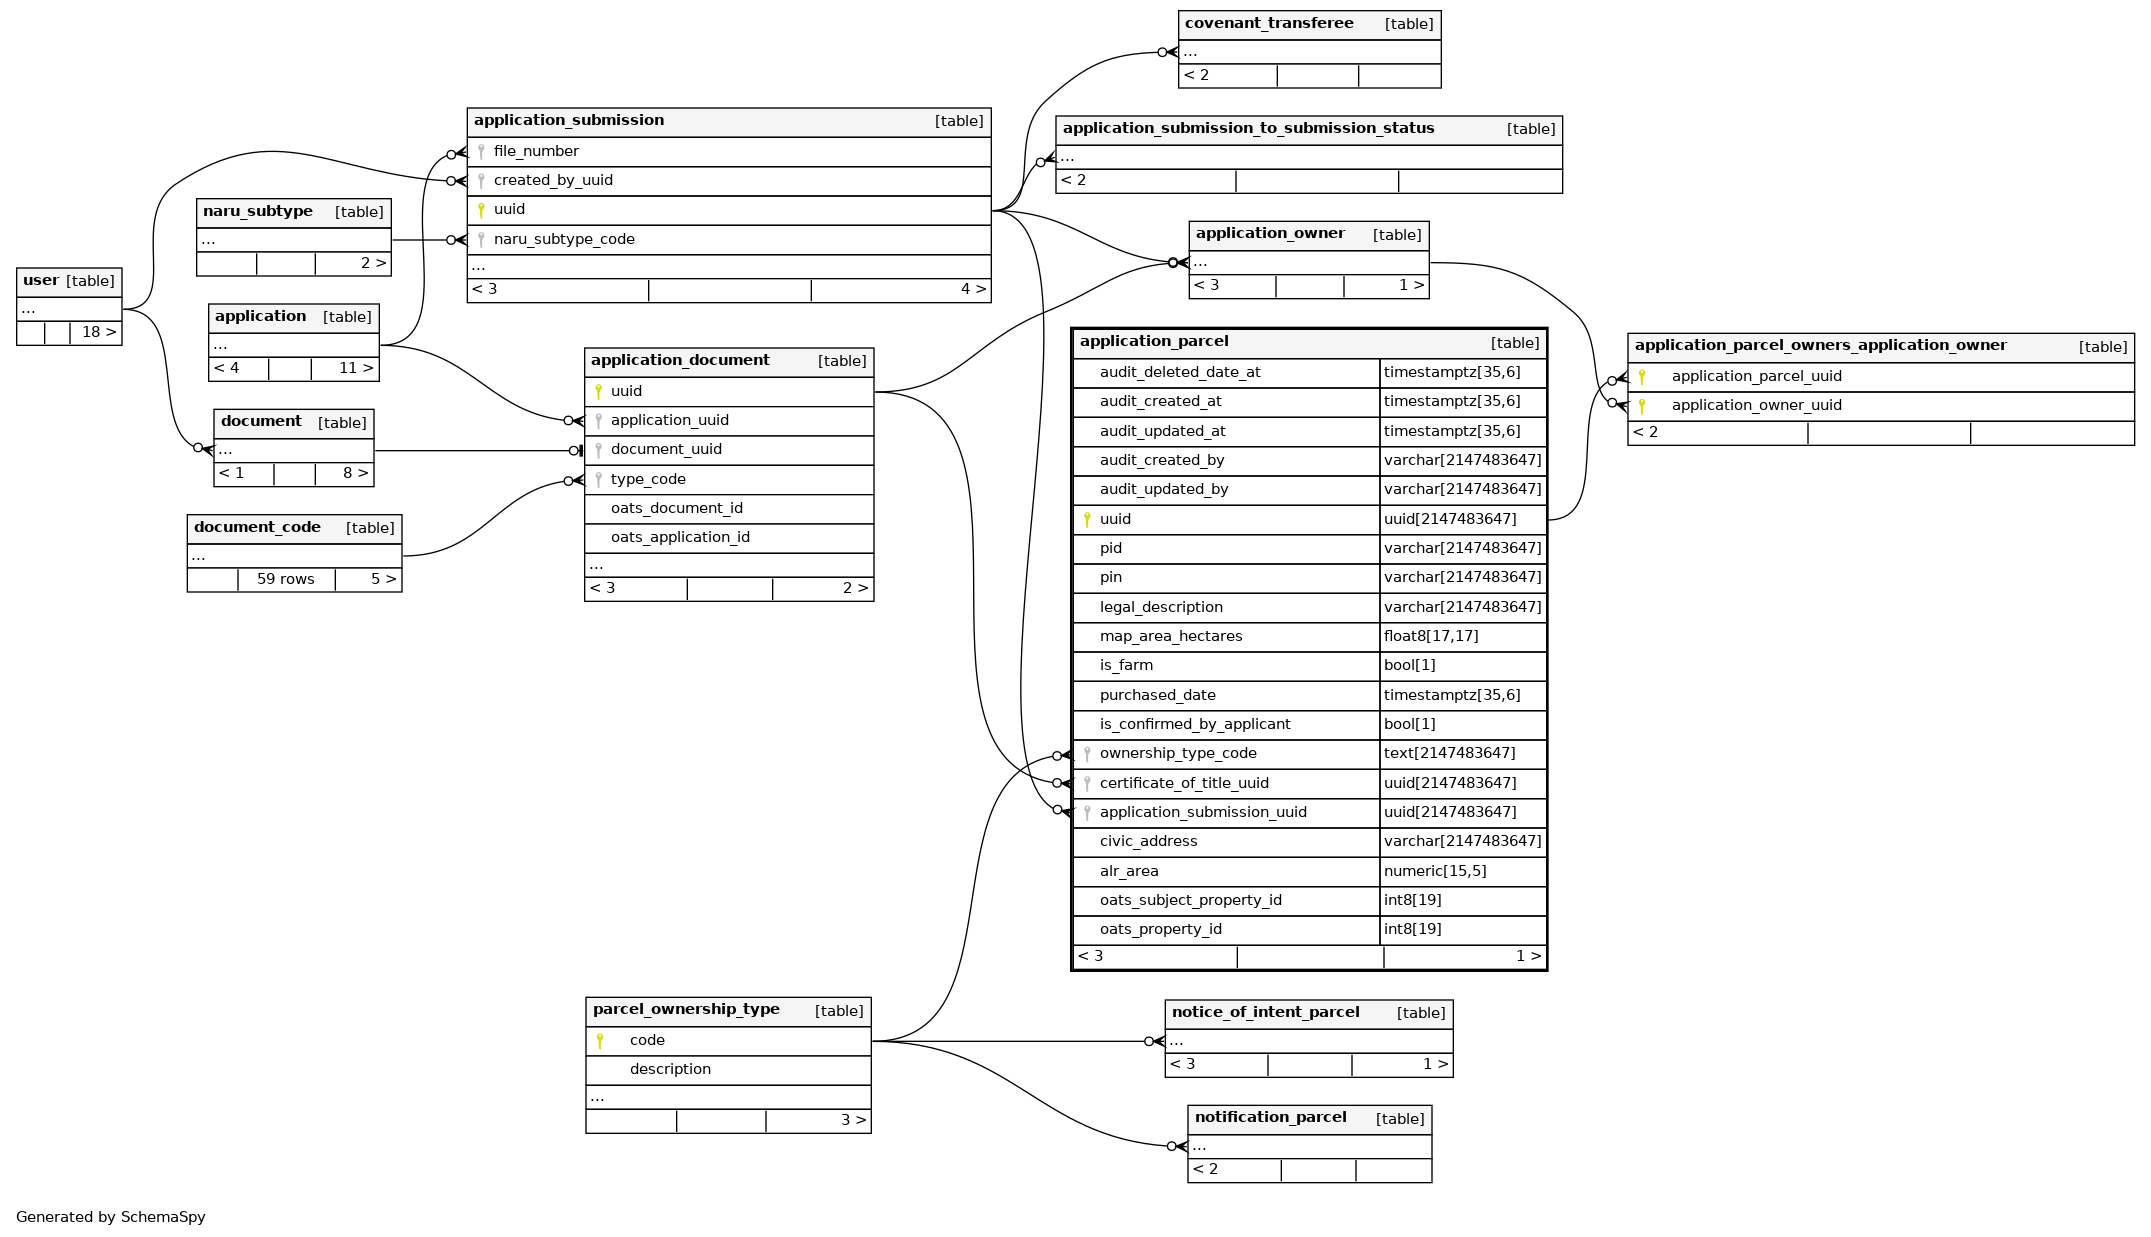 covenant_transferee [table]
...
< 2
application_submission [table]
file_number
created_by_uuid
uuid
naru_subtype_code
...
< 3 4 >
application_submission_to_submission_status [table]
...
< 2
naru_subtype [table]
...
2 >
application_owner [table]
...
< 3 1 >
user [table]
...
18 >
application [table]
...
< 4 11 >
document [table]
...
< 1 8 >
document_code [table]
...
59 rows 5 >
application_document [table]
uuid
application_uuid
document_uuid
type_code
oats_document_id
oats_application_id
...
< 3 2 >
application_parcel [table]
audit_deleted_date_at timestamptz[35,6]
audit_created_at timestamptz[35,6]
audit_updated_at timestamptz[35,6]
audit_created_by varchar[2147483647]
audit_updated_by varchar[2147483647]
uuid uuid[2147483647]
pid varchar[2147483647]
pin varchar[2147483647]
legal_description varchar[2147483647]
map_area_hectares float8[17,17]
is_farm bool[1]
purchased_date timestamptz[35,6]
is_confirmed_by_applicant bool[1]
ownership_type_code text[2147483647]
certificate_of_title_uuid uuid[2147483647]
application_submission_uuid uuid[2147483647]
civic_address varchar[2147483647]
alr_area numeric[15,5]
oats_subject_property_id int8[19]
oats_property_id int8[19]
< 3 1 >
application_parcel_owners_application_owner [table]
application_parcel_uuid
application_owner_uuid
< 2
parcel_ownership_type [table]
code
description
...
3 >
notice_of_intent_parcel [table]
...
< 3 1 >
notification_parcel [table]
...
< 2
Generated by SchemaSpy